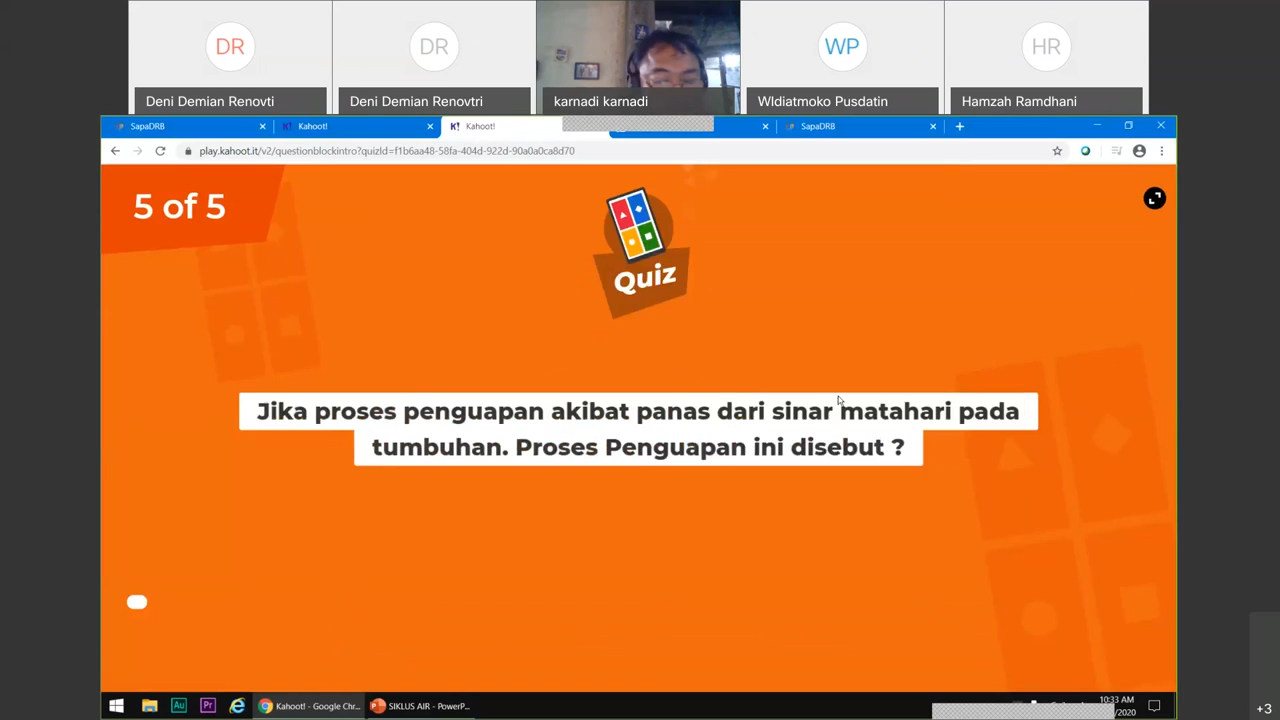 DR
DR
WP
HR
Deni Demian Renovti
Deni Demian Renovtri
karnadi karnadi
WIdiatmoko Pusdatin
Hamzah Ramdhani
SapaDRB
Kahoot!
K! Kahoot!
SapaDRB
play.kahoot.it/v2/questionblockintro?quizId=f1b6aa48-58fa-404d-922d-90a0a0ca8d70
5 of 5
Quiz
Jika proses penguapan akibat panas dari sinar matahari pada
tumbuhan. Proses Penguapan ini disebut ?
Au
Pr
Kahoot! - Google Chr...
SIKLUS AIR - PowerP...
10:33 AM
/2020
+3